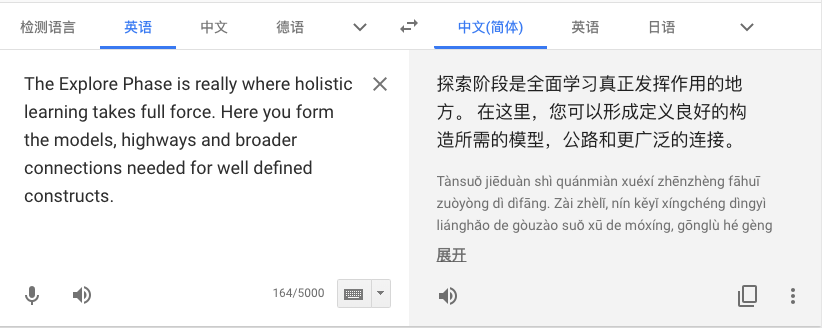 检测语言 英语 中文 德语 中文(简体) 英语 日语
The Explore Phase is really where holistic
learning takes full force. Here you form
the models, highways and broader
connections needed for well defined
constructs.
164/5000
探索阶段是全面学习真正发挥作用的地
方。 在这里，您可以形成定义良好的构
造所需的模型，公路和更广泛的连接。
Tànsuǒ jiēduàn shì quánmiàn xuéxí zhēnzhèng fāhuī
zuòyòng dì dìfāng. Zài zhèlǐ, nín kěyǐ xíngchéng dìngyì
liánghǎo de gòuzào suǒ xū de móxíng, gōnglù hé gèng
展开